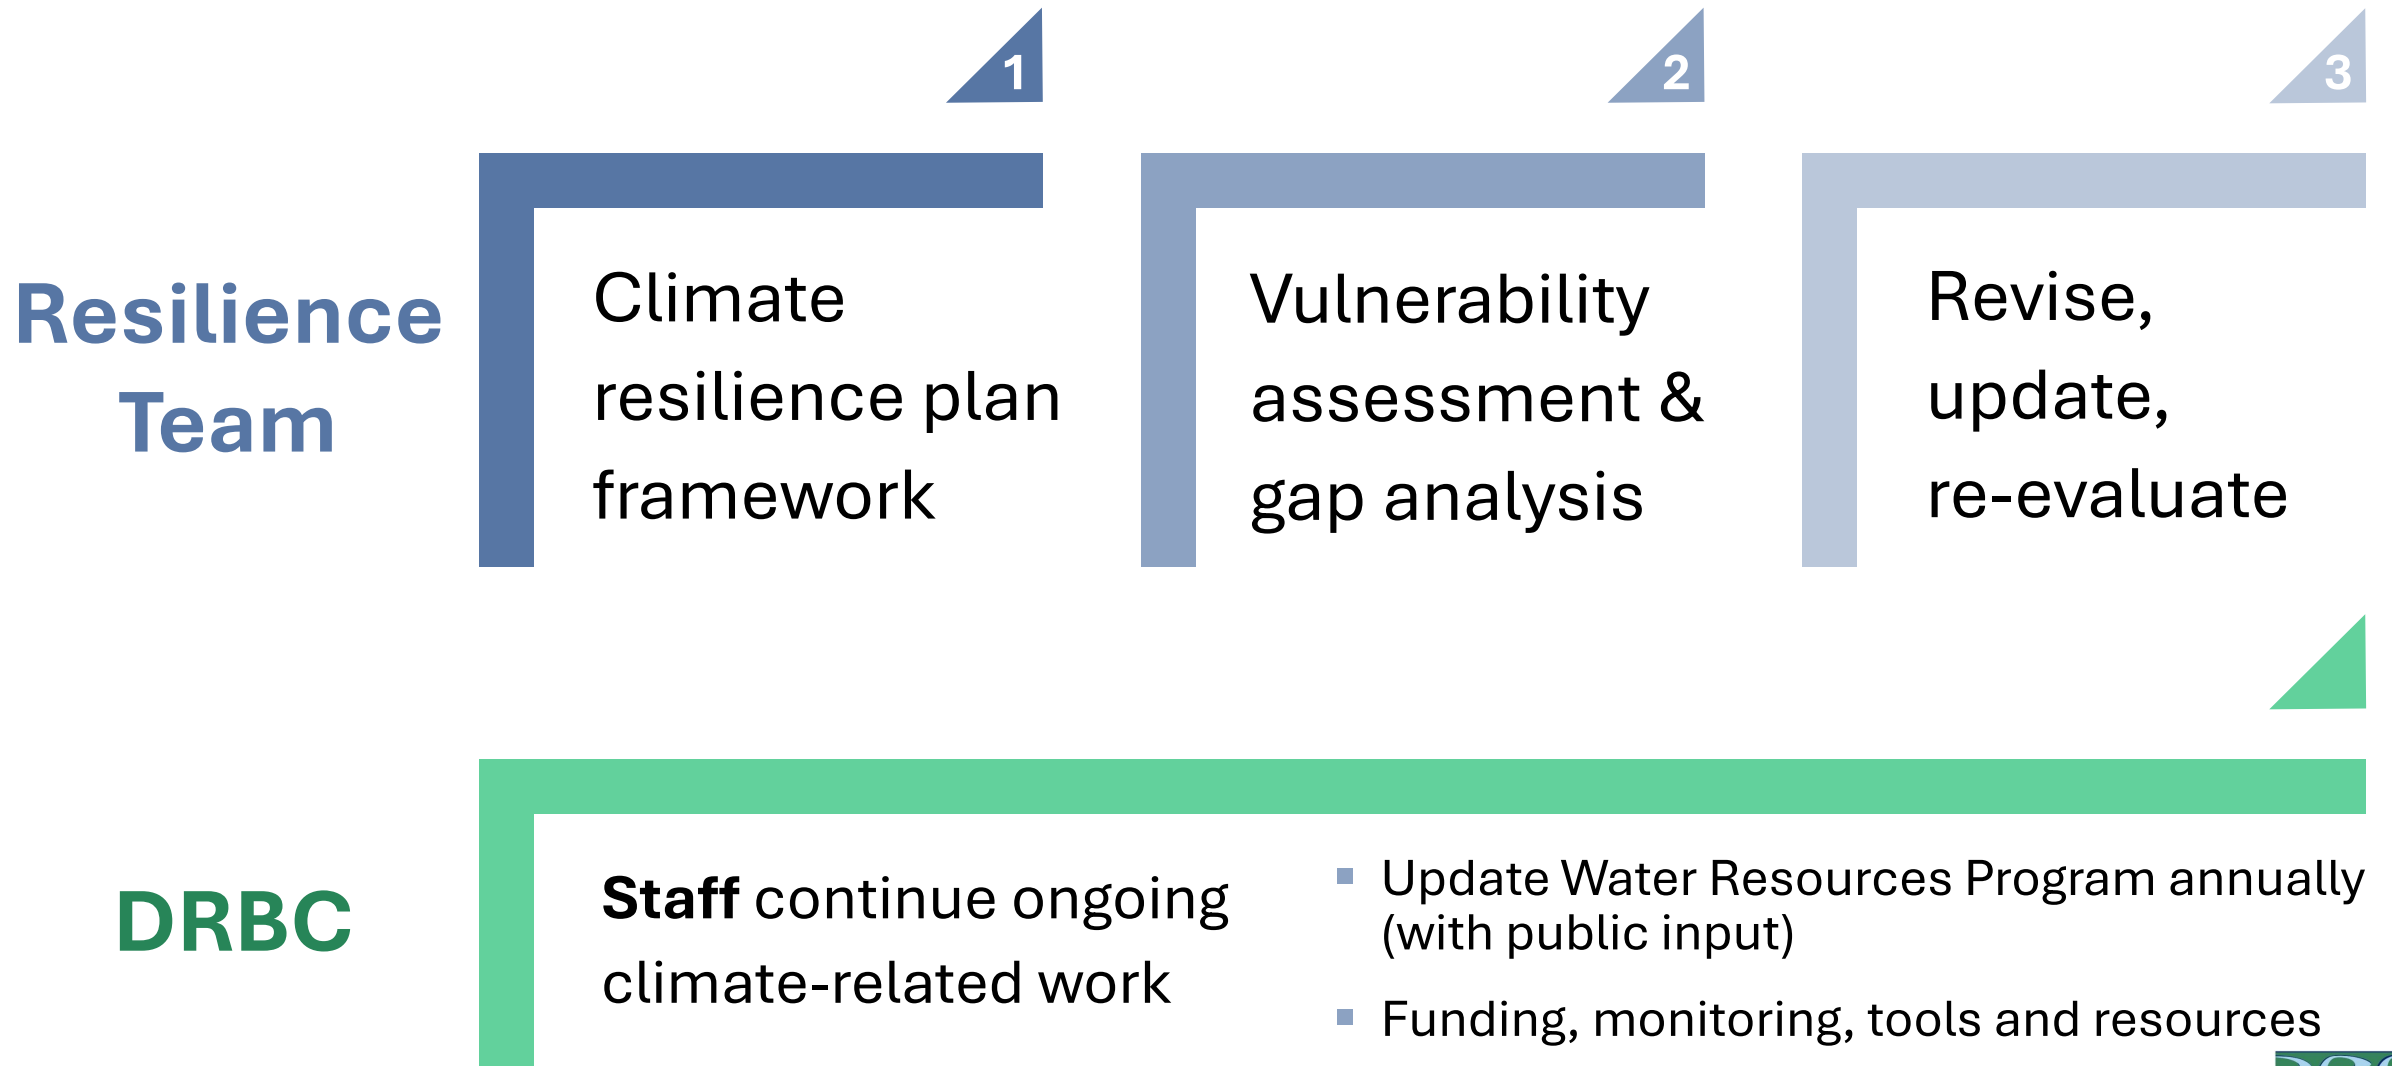 1
2
3
Resilience
Team
Climate
resilience plan
framework
Vulnerability
assessment &
gap analysis
Revise,
update,
re-evaluate
DRBC
Staff continue ongoing
climate-related work
Update Water Resources Program annually
(with public input)
Funding, monitoring, tools and resources